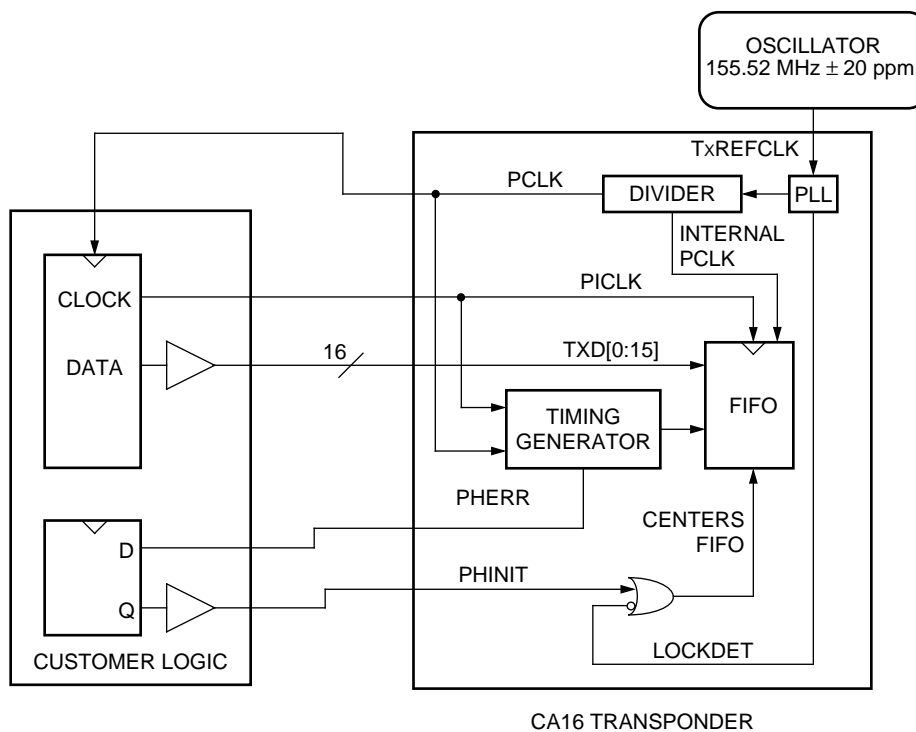 OSCILLATOR
155.52 MHz ± 20 ppm
TXREFCLK
PCLK
DIVIDER
PLL
INTERNAL
PCLK
CLOCK
PICLK
16
TXD[0:15]
DATA
FIFO
TIMING
GENERATOR
PHERR
CENTERS
FIFO
D
PHINIT
Q
LOCKDET
CUSTOMER LOGIC
CA16 TRANSPONDER